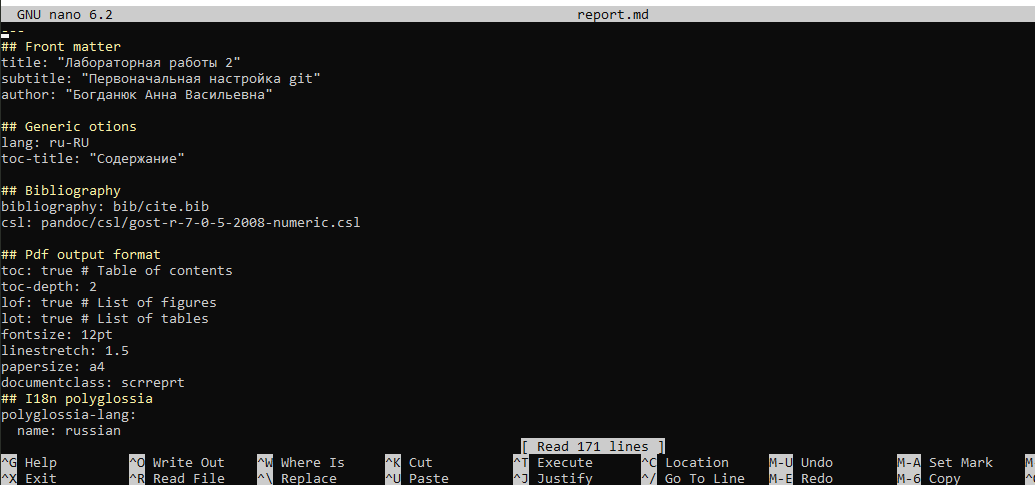 GNU nano 6.2 report.md
---
## Front matter
title: "Лабораторная работы 2"
subtitle: "Первоначальная настройка git"
author: "Богданюк Анна Васильевна"
## Generic otions
lang: ru-RU
toc-title: "Содержание"
## Bibliography
bibliography: bib/cite.bib
csl: pandoc/csl/gost-r-7-0-5-2008-numeric.csl
## Pdf output format
toc: true # Table of contents
toc-depth: 2
lof: true # List of figures
lot: true # List of tables
fontsize: 12pt
linestretch: 1.5
papersize: a4
documentclass: scrreprt
## I18n polyglossia
polyglossia-lang:
  name: russian
[ Read 171 lines ]
^G Help ^O Write Out ^W Where Is ^K Cut ^T Execute ^C Location M-U Undo M-A Set Mark
^X Exit ^R Read File ^\ Replace ^U Paste ^J Justify ^/ Go To Line M-E Redo M-6 Copy